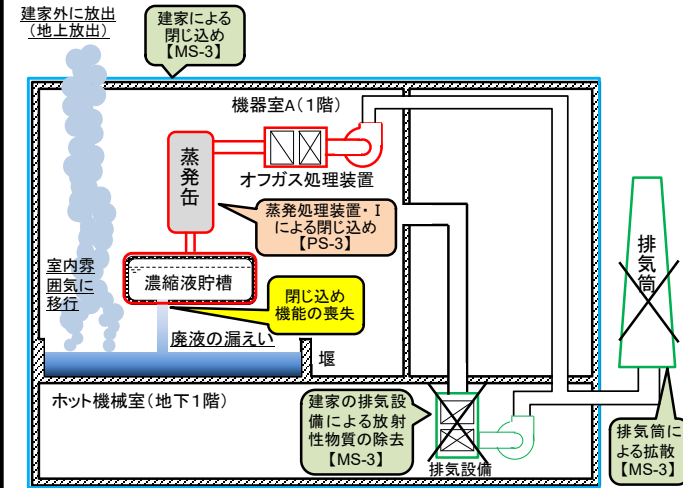 建家外に放出
（地上放出）
建家による
閉じ込め
【MS-3】
機器室A（1階）
蒸発缶
オフガス処理装置
蒸発処理装置・Ⅰ
による閉じ込め
【PS-3】
排気筒
室内雰
囲気に
移行
濃縮液貯槽
閉じ込め
機能の喪失
廃液の漏えい
堰
ホット機械室（地下1階）
建家の排気設
備による放射
性物質の除去
【MS-3】
排気設備
排気筒に
よる拡散
【MS-3】